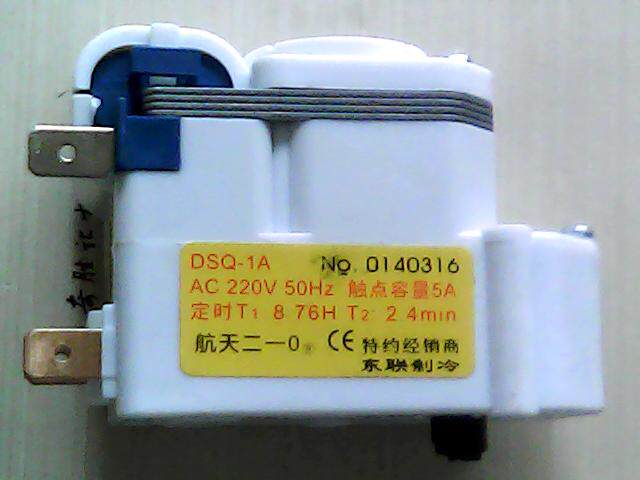 DSQ-1A No. 0140316
AC 220V 50Hz 触点容量5A
定时T1 8 76H T2 2 4min
航天二一0® CE 特约经销商
东联制冷